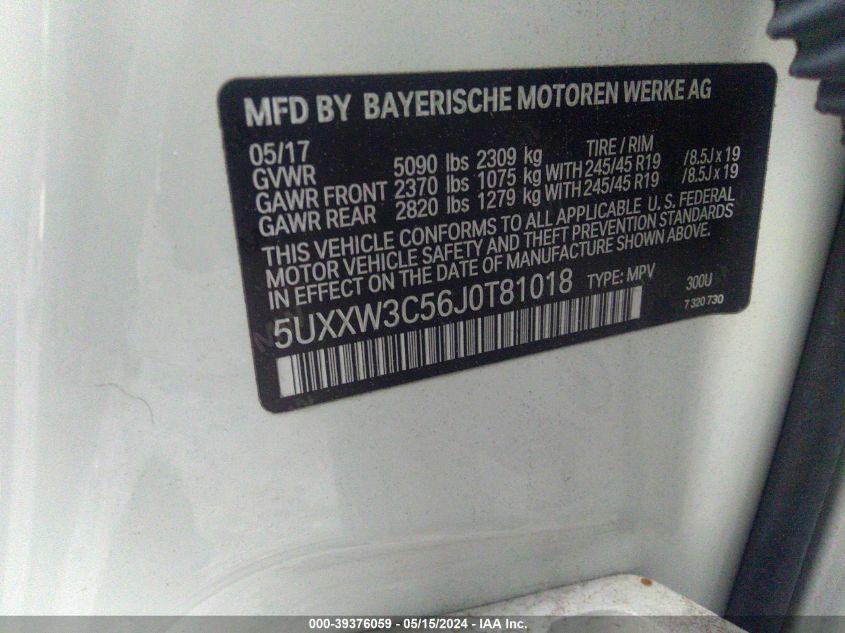 MFD BY BAYERISCHE MOTOREN WERKE AG
05/17 TIRE / RIM
GVWR 5090 lbs 2309 kg
GAWR FRONT 2370 lbs 1075 kg WITH 245/45 R19 /8.5J x 19
GAWR REAR 2820 lbs 1279 kg WITH 245/45 R19 /8.5J x 19
THIS VEHICLE CONFORMS TO ALL APPLICABLE U.S. FEDERAL
MOTOR VEHICLE SAFETY AND THEFT PREVENTION STANDARDS
IN EFFECT ON THE DATE OF MANUFACTURE SHOWN ABOVE.
5UXXW3C56J0T81018 TYPE: MPV 300U
7 320 730
000-39376059 - 05/15/2024 - IAA Inc.